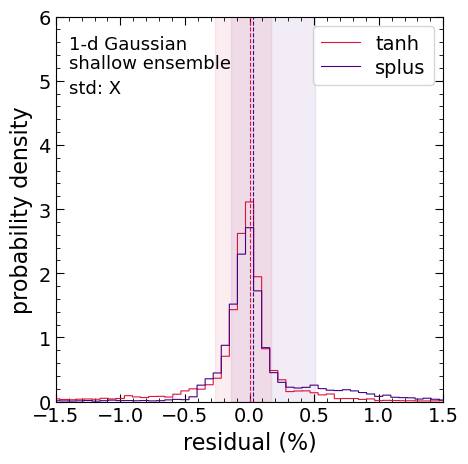 1-d Gaussian
shallow ensemble
std: X
tanh
splus
probability density
6
5
4
3
2
1
0
−1.5
−1.0
−0.5
0.0
0.5
1.0
1.5
residual (%)